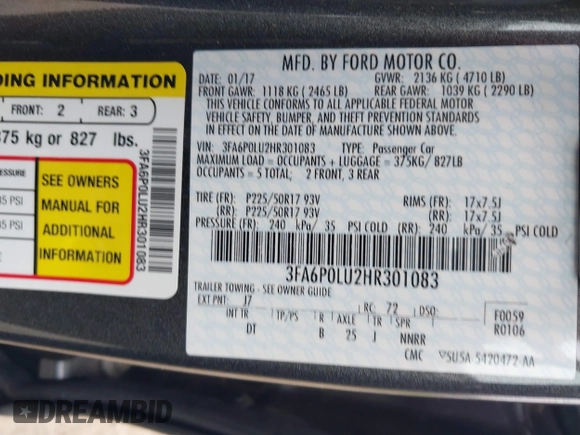 DING INFORMATION
FRONT: 2 REAR: 3
375 kg or 827 lbs.
PRESSURE
35 PSI
35 PSI
SEE OWNERS
MANUAL FOR
ADDITIONAL
INFORMATION
3FA6P0LU2HR301083
MFD. BY FORD MOTOR CO.
DATE: 01/17 GVWR: 2136 KG ( 4710 LB)
FRONT GAWR: 1118 KG ( 2465 LB) REAR GAWR: 1039 KG ( 2290 LB)
THIS VEHICLE CONFORMS TO ALL APPLICABLE FEDERAL MOTOR
VEHICLE SAFETY, BUMPER, AND THEFT PREVENTION STANDARDS
IN EFFECT ON THE DATE OF MANUFACTURE SHOWN ABOVE.
VIN: 3FA6P0LU2HR301083 TYPE: Passenger Car
MAXIMUM LOAD = OCCUPANTS + LUGGAGE = 375KG/ 827LB
OCCUPANTS = 5 TOTAL; 2 FRONT, 3 REAR
TIRE (FR): P225/50R17 93V RIMS (FR): 17x7.5J
(RR): P225/50R17 93V (RR): 17x7.5J
PRESSURE (FR): 240 kPa/ 35 PSI COLD (RR): 240 kPa/ 35 PSI COLD
3FA6P0LU2HR301083
TRAILER TOWING - SEE OWNER GUIDE
EXT PNT: J7 RC: 72 DSO: F0059
INT TR TP/PS R AXLE TR SPR R0106
DT B 25 J NNRR
CMC SUSA 5420472-AA
DREAMBID